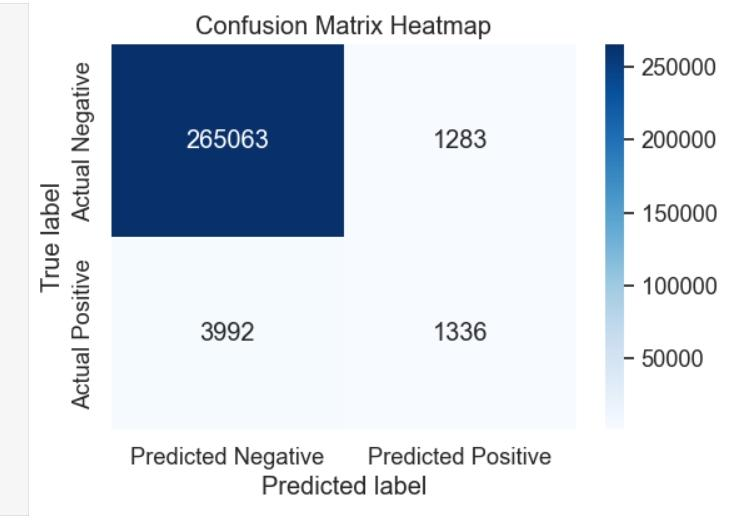 Confusion Matrix Heatmap
True label
Actual Negative
265063
1283
Actual Positive
3992
1336
Predicted Negative
Predicted Positive
Predicted label
250000
200000
150000
100000
50000